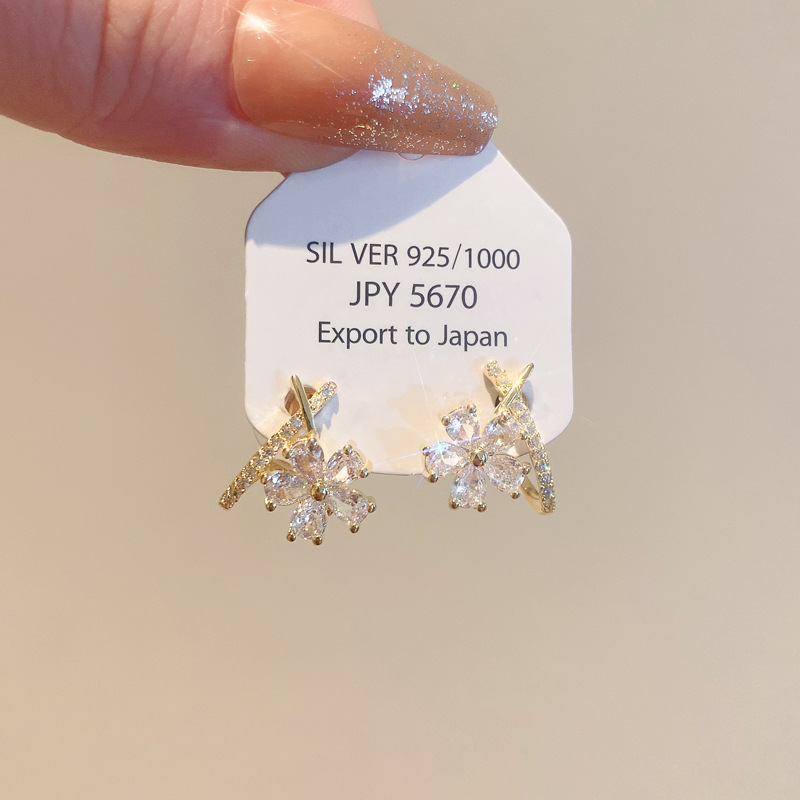 SIL VER 925/1000
JPY 5670
Export to Japan